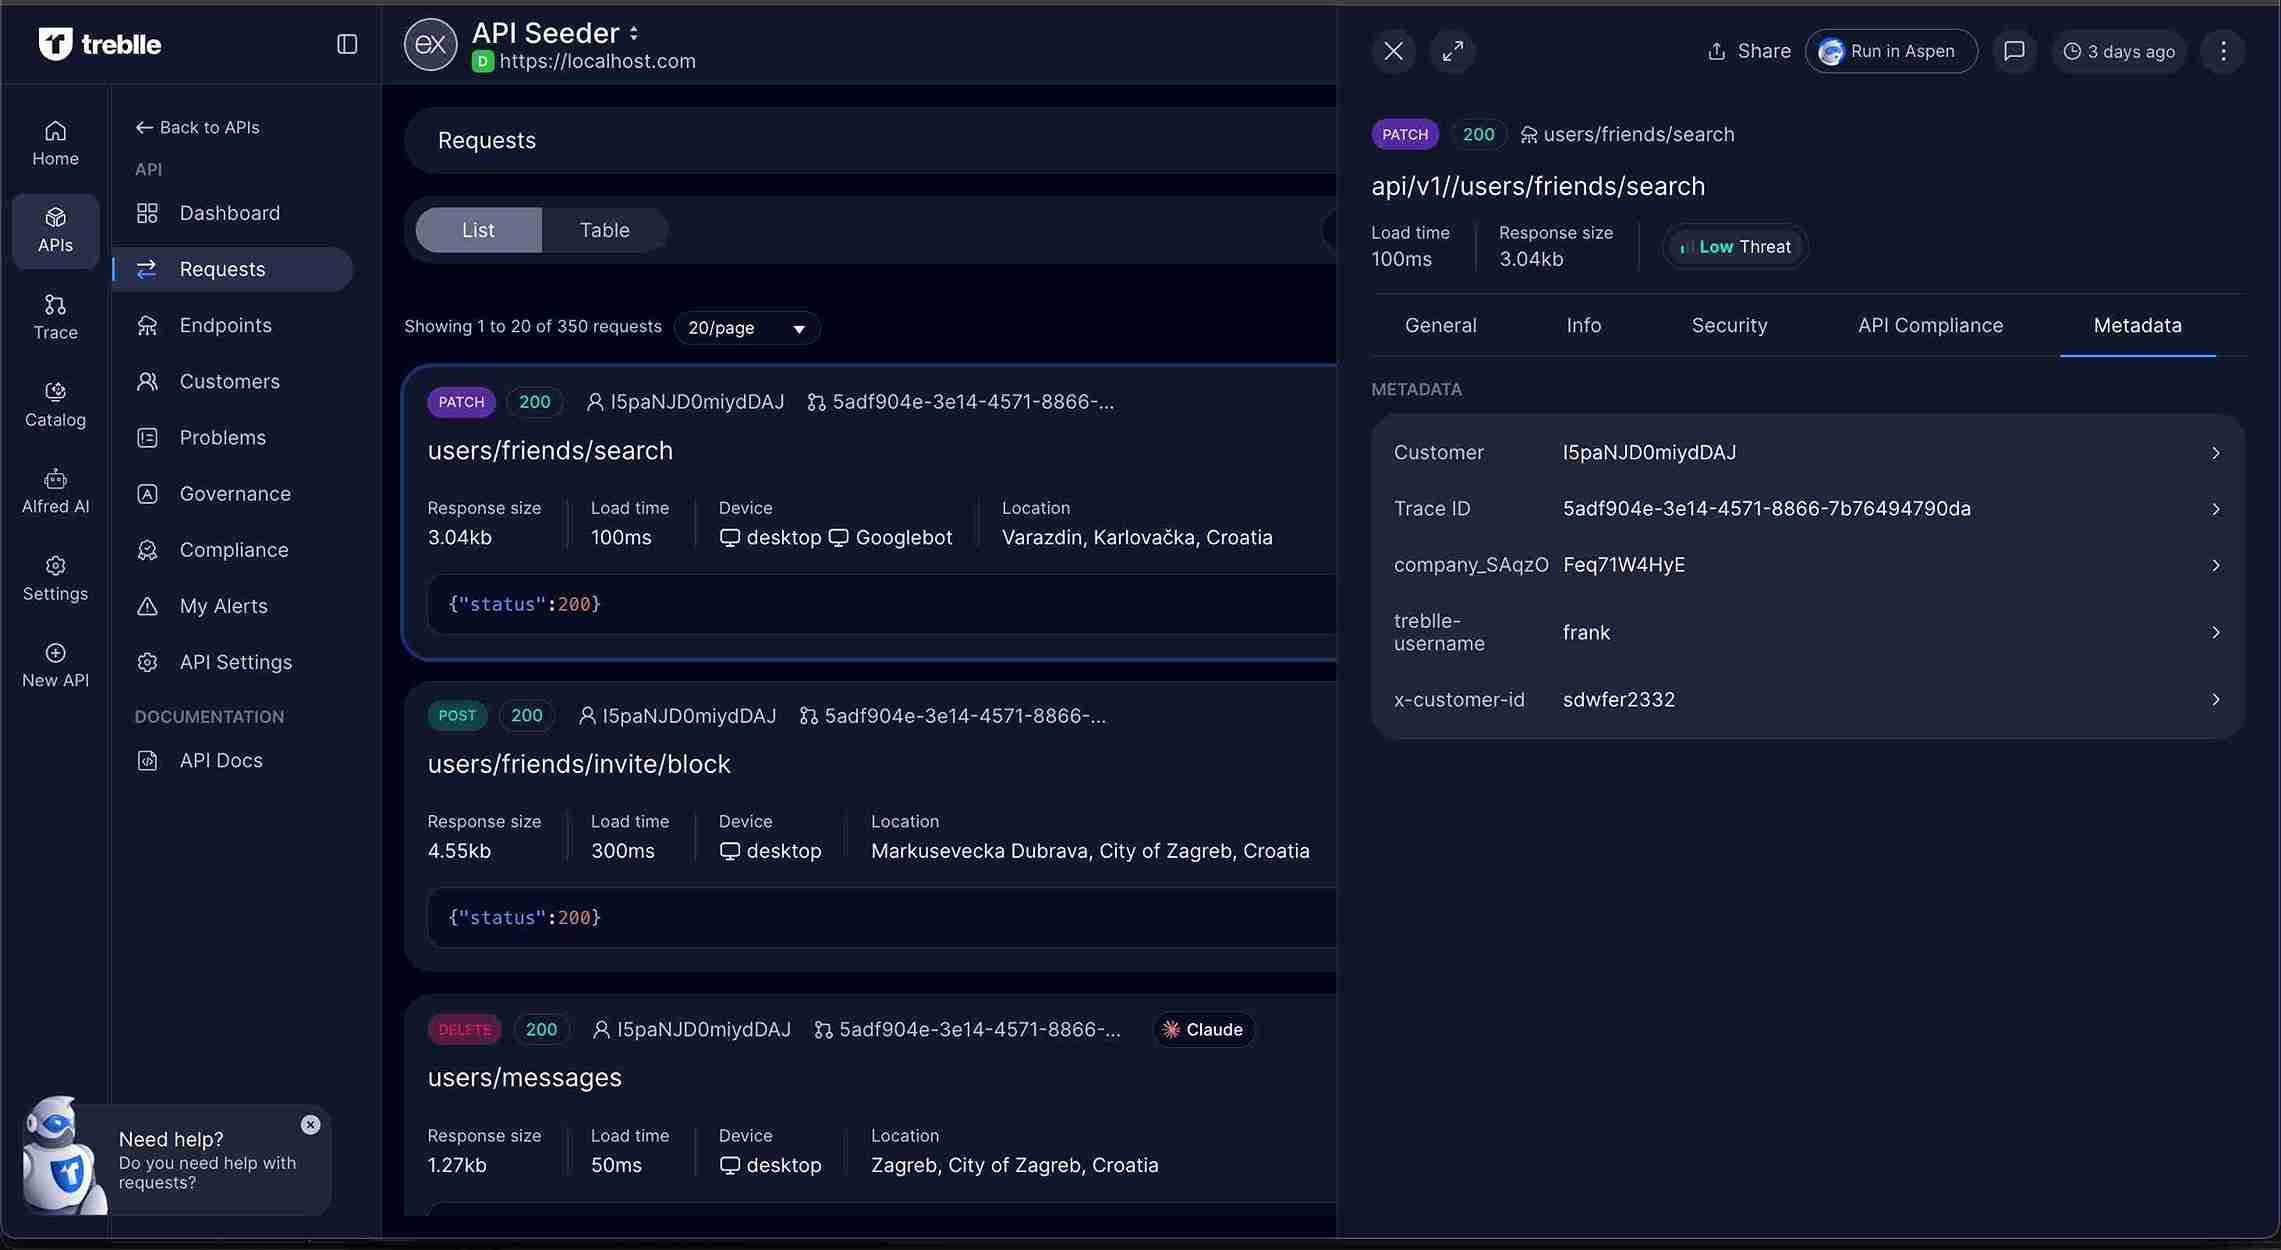 treblle
Home
APIs
Trace
Catalog
Alfred AI
Settings
New API
Back to APIs
API
Dashboard
Requests
Endpoints
Customers
Problems
Governance
Compliance
My Alerts
API Settings
DOCUMENTATION
API Docs
Need help?
Do you need help with
requests?
eX
API Seeder
D https://localhost.com
Requests
List Table
Showing 1 to 20 of 350 requests 20/page
PATCH 200 I5paNJD0miydDAJ 5adf904e-3e14-4571-8866-...
users/friends/search
Response size Load time Device Location
3.04kb 100ms desktop Googlebot Varazdin, Karlovačka, Croatia
{"status":200}
POST 200 I5paNJD0miydDAJ 5adf904e-3e14-4571-8866-...
users/friends/invite/block
Response size Load time Device Location
4.55kb 300ms desktop Markusevecka Dubrava, City of Zagreb, Croatia
{"status":200}
DELETE 200 I5paNJD0miydDAJ 5adf904e-3e14-4571-8866-... Claude
users/messages
Response size Load time Device Location
1.27kb 50ms desktop Zagreb, City of Zagreb, Croatia
Share Run in Aspen 3 days ago
PATCH 200 users/friends/search
api/v1//users/friends/search
Load time Response size
100ms 3.04kb Low Threat
General Info Security API Compliance Metadata
METADATA
Customer I5paNJD0miydDAJ
Trace ID 5adf904e-3e14-4571-8866-7b76494790da
company_SAqzO Feq71W4HyE
treblle-
username frank
x-customer-id sdwfer2332